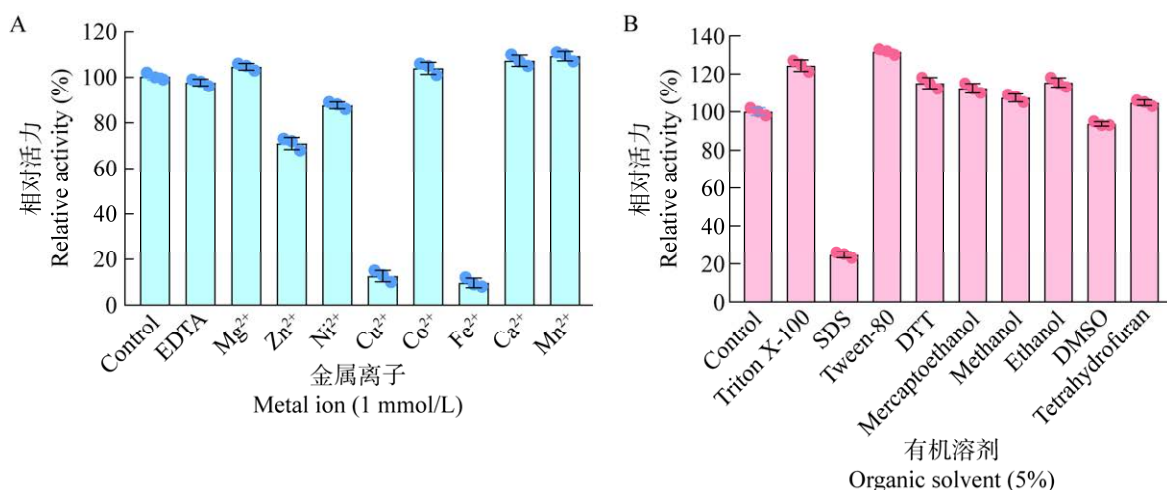 A
相对活力
Relative activity (%)
120
100
80
60
40
20
0
Control
EDTA
Mg²⁺
Zn²⁺
Ni²⁺
Cu²⁺
Co²⁺
Fe²⁺
Ca²⁺
Mn²⁺
金属离子
Metal ion (1 mmol/L)
B
相对活力
Relative activity (%)
140
120
100
80
60
40
20
0
Control
Triton X-100
SDS
Tween-80
DTT
Mercaptoethanol
Methanol
Ethanol
DMSO
Tetrahydrofuran
有机溶剂
Organic solvent (5%)